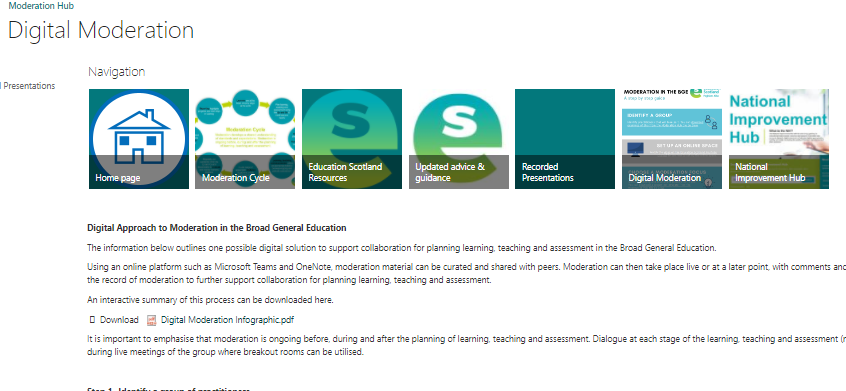 Moderation Hub
Digital Moderation
Presentations
Navigation
Home page
Moderation Cycle
Moderation Cycle
Education Scotland
Resources
Updated advice &
guidance
Recorded
Presentations
MODERATION IN THE BGE
A step by step guide
IDENTIFY A GROUP
SET UP AN ONLINE SPACE
Digital Moderation
National
Improvement
Hub
National
Improvement Hub
Digital Approach to Moderation in the Broad General Education
The information below outlines one possible digital solution to support collaboration for planning learning, teaching and assessment in the Broad General Education.
Using an online platform such as Microsoft Teams and OneNote, moderation material can be curated and shared with peers. Moderation can then take place live or at a later point, with comments and
the record of moderation to further support collaboration for planning learning, teaching and assessment.
An interactive summary of this process can be downloaded here.
Download Digital Moderation Infographic.pdf
It is important to emphasise that moderation is ongoing before, during and after the planning of learning, teaching and assessment. Dialogue at each stage of the learning, teaching and assessment
during live meetings of the group where breakout rooms can be utilised.
Step 1. Identify a group of practitioners